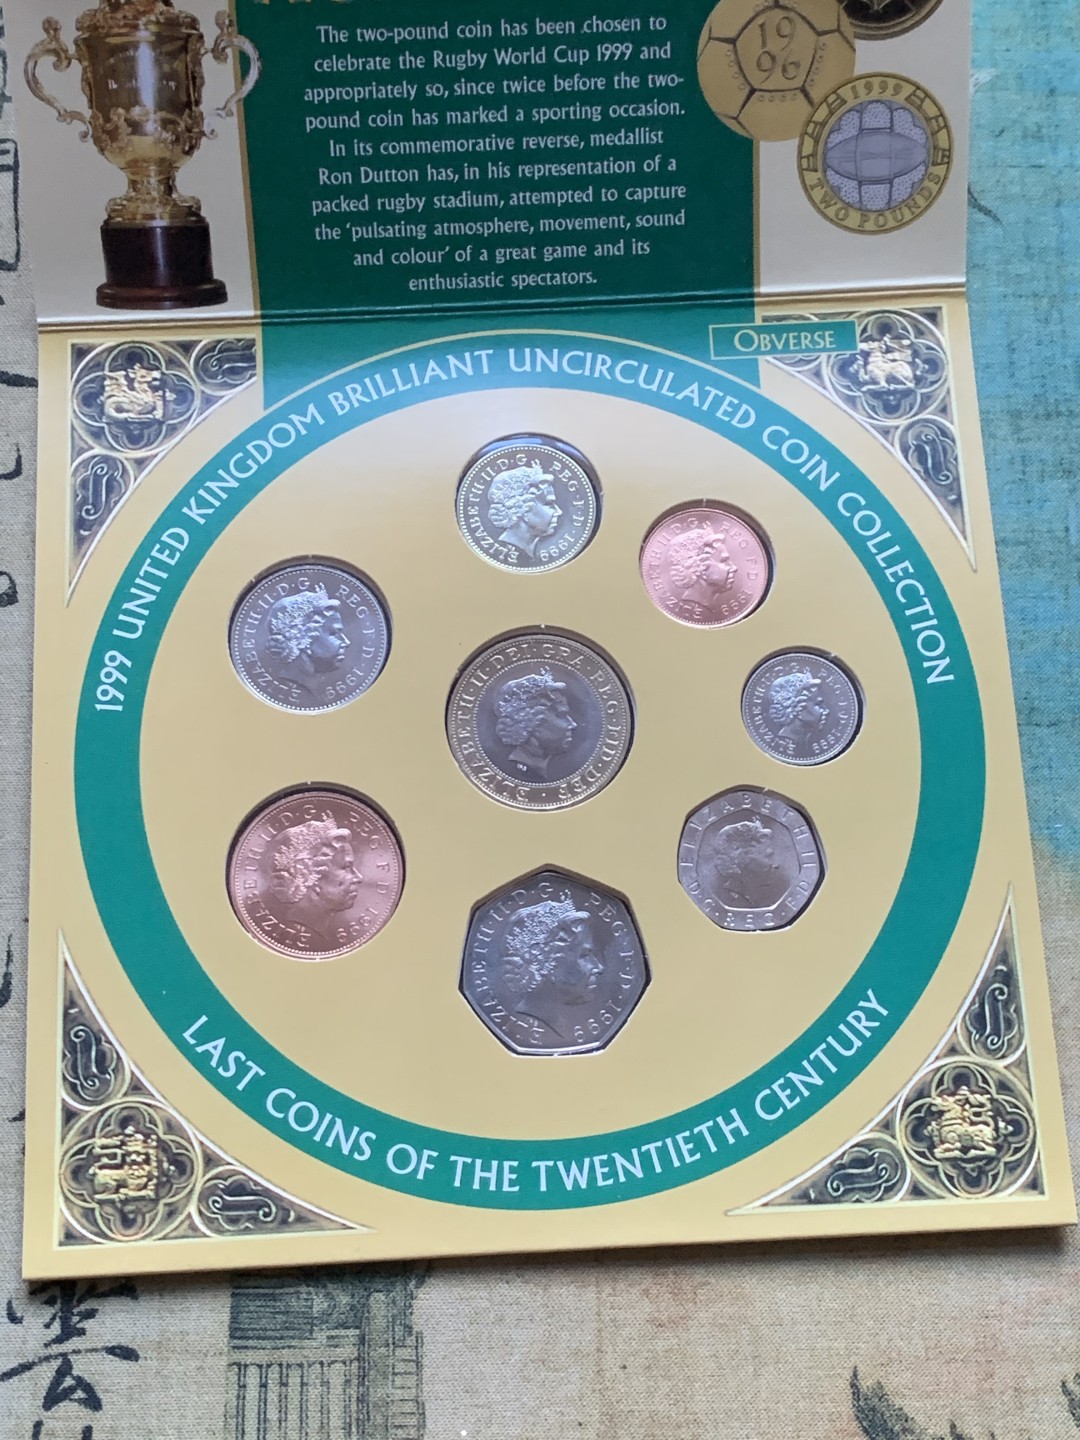 The two-pound coin has been chosen to
celebrate the Rugby World Cup 1999 and
appropriately so, since twice before the two-
pound coin has marked a sporting occasion.
In its commemorative reverse, medallist
Ron Dutton has, in his representation of a
packed rugby stadium, attempted to capture
the 'pulsating atmosphere, movement, sound
and colour' of a great game and its
enthusiastic spectators.
19
96
1999
TWO POUNDS
OBVERSE
1999 UNITED KINGDOM BRILLIANT UNCIRCULATED COIN COLLECTION
ELIZABETH·II·D·G REG·F·D·1999
ELIZABETH·II·D·G REG·F·D·1999
ELIZABETH·II·D·G REG·F·D·1999
ELIZABETH·II·DEI·GRA·REG·FID·DEF
ELIZABETH·II·D·G REG·F·D·1999
ELIZABETH·II·D·G· REG·F·D·1999
ELIZABETH II
D·G·REG·F·D
ELIZABETH·II·D·G REG·F·D·1999
LAST COINS OF THE TWENTIETH CENTURY
雲